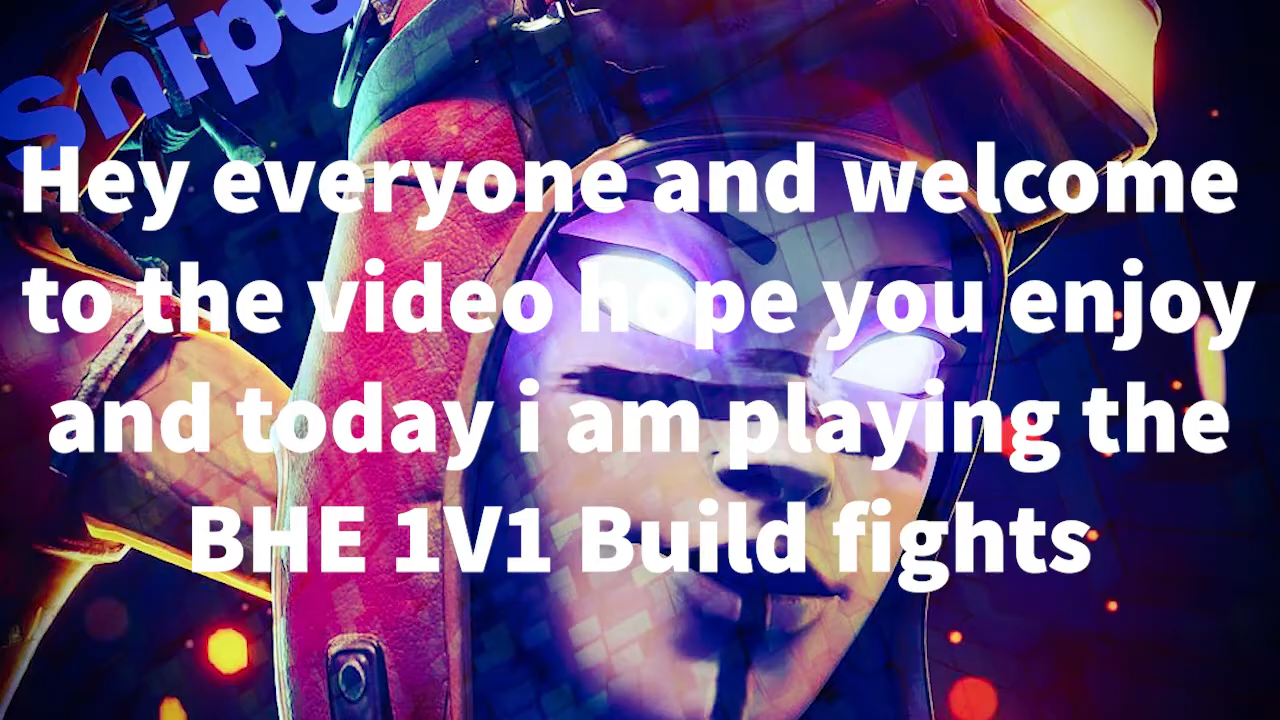 Snipe
Hey everyone and welcome
to the video hope you enjoy
and today i am playing the
BHE 1V1 Build fights